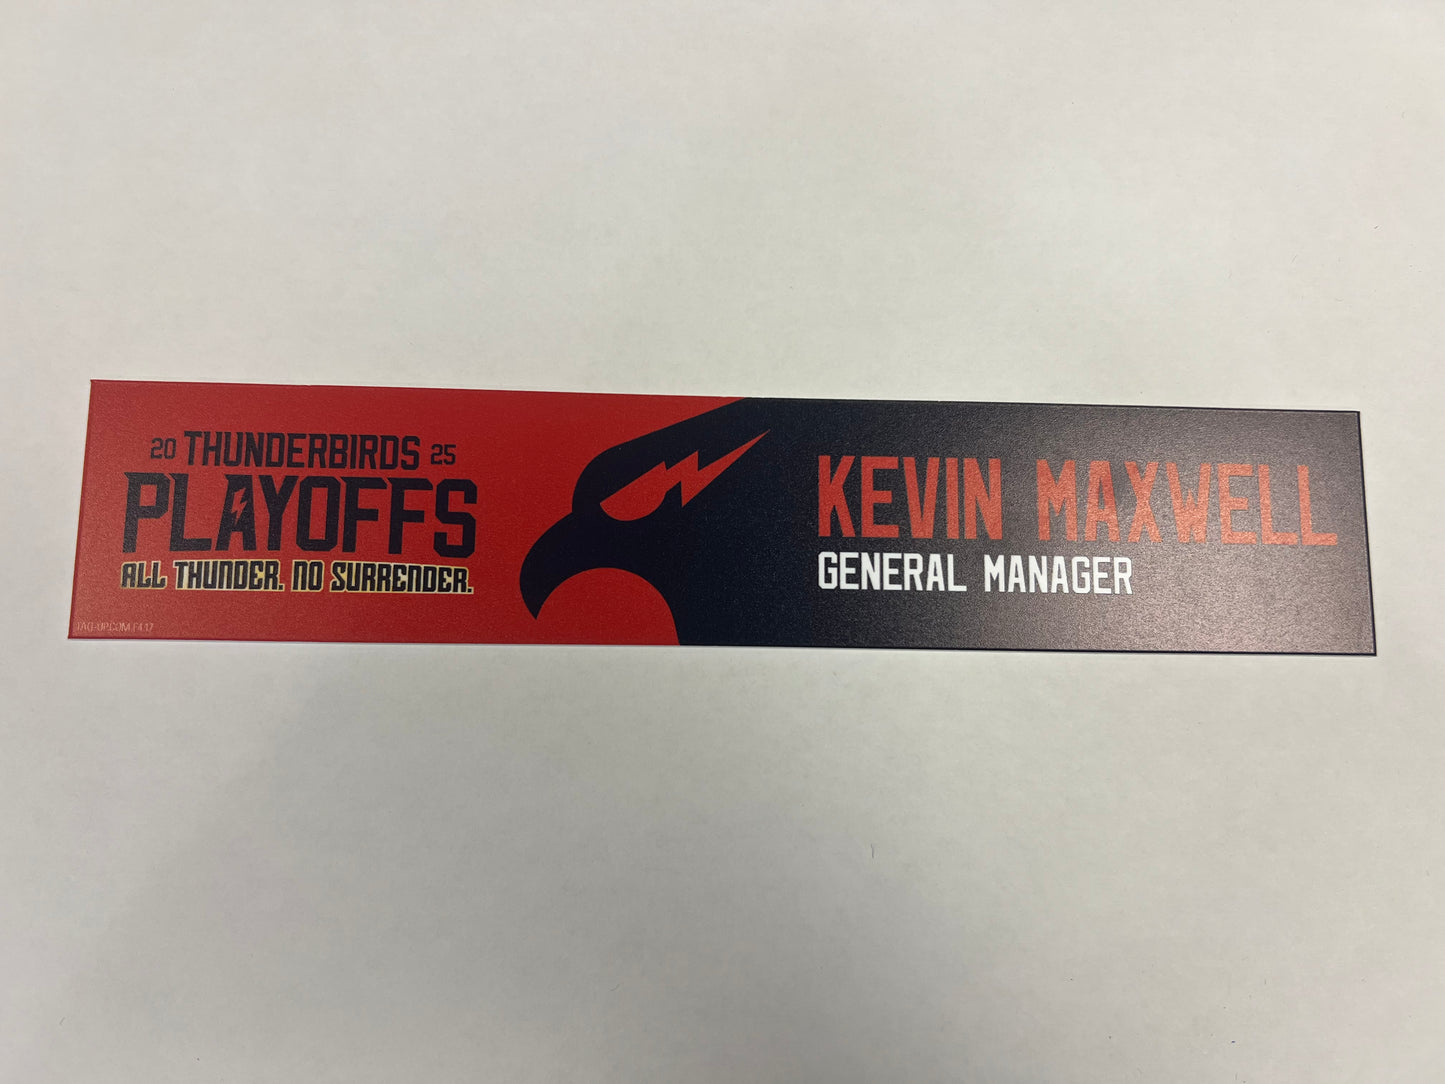 20 THUNDERBIRDS 25
PLAYOFFS
ALL THUNDER. NO SURRENDER.
KEVIN MAXWELL
GENERAL MANAGER